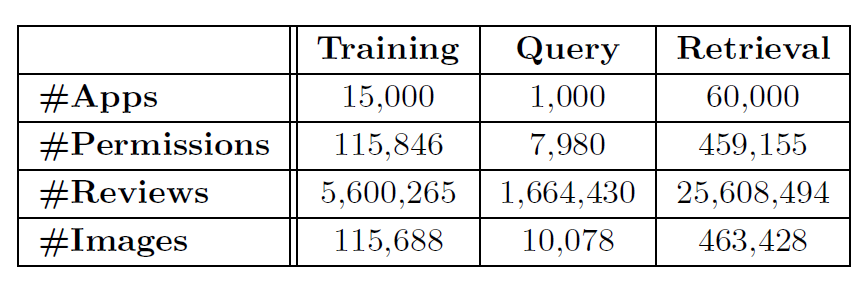 Training Query Retrieval
#Apps 15,000 1,000 60,000
#Permissions 115,846 7,980 459,155
#Reviews 5,600,265 1,664,430 25,608,494
#Images 115,688 10,078 463,428